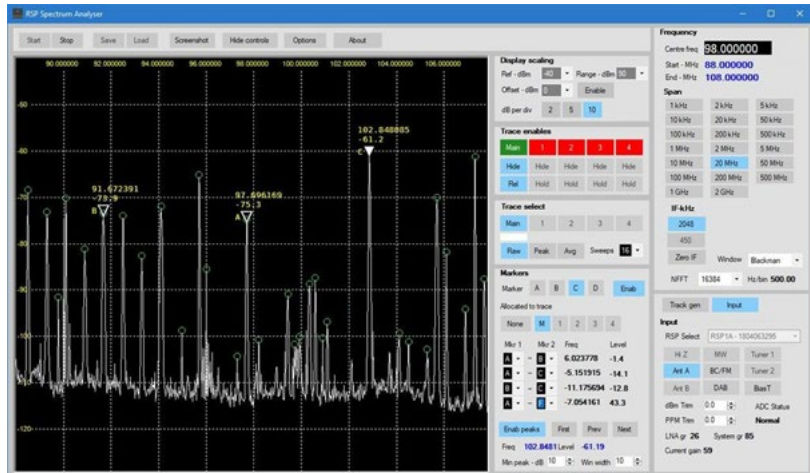 RSP Spectrum Analyser
Start Stop Save Load Screenshot Hide controls Options About
90.000000 92.000000 94.000000 96.000000 98.000000 100.000000 102.000000 104.000000 106.000000
-50
-60
-70
-80
-90
-100
-110
-120
102.848085
-61.2
C
91.672391
-73.9
B
97.696169
-75.3
A
Display scaling
Ref - dBm -40 Range - dBm 90
Offset - dBm 0 Enable
dB per div 2 5 10
Trace enables
Main 1 2 3 4
Hide Hide Hide Hide Hide
Rel Hold Hold Hold Hold
Trace select
Main 1 2 3 4
Raw Peak Avg Sweeps 16
Markers
Marker A B C D Enab
Allocated to trace
None M 1 2 3 4
Mkr 1 Mkr 2 Freq Level
A - B 6.023778 -1.4
A - C -5.151915 -14.1
B - C -11.175694 -12.8
A - F -7.054161 43.3
Enab peaks First Prev Next
Freq 102.8481 Level -61.19
Min peak - dB 10 Win width 10
Frequency
Centre freq 98.000000
Start - MHz 88.000000
End - MHz 108.000000
Span
1 kHz 2 kHz 5 kHz
10 kHz 20 kHz 50 kHz
100 kHz 200 kHz 500 kHz
1 MHz 2 MHz 5 MHz
10 MHz 20 MHz 50 MHz
100 MHz 200 MHz 500 MHz
1 GHz 2 GHz
IF-kHz
2048
450
Zero IF Window Blackman
NFFT 16384 Hz/bin 500.00
Track gen Input
Input
RSP Select RSP1A - 1804063295
Hi Z MW Tuner 1
Ant A BC/FM Tuner 2
Ant B DAB BiasT
dBm Trim 0.0 ADC Status
PPM Trim 0.0 Normal
LNA gr 26 System gr 85
Current gain 59